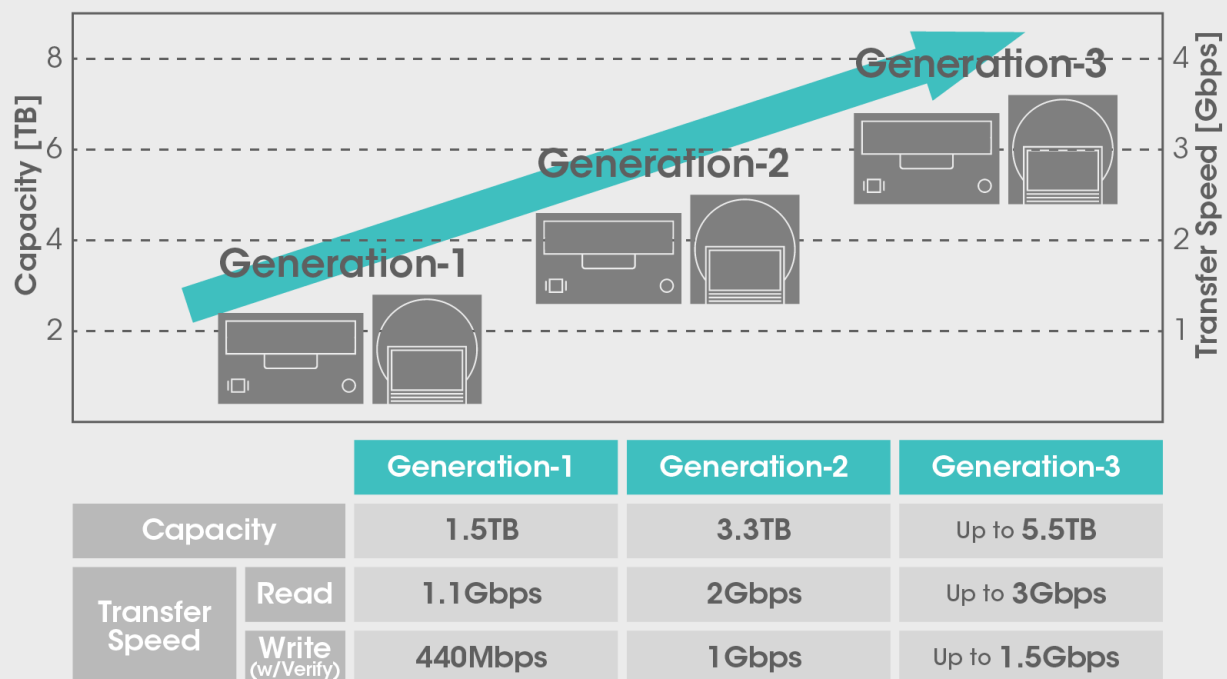 Capacity [TB]
8
6
4
2
Generation-1
Generation-2
Generation-3
4
3
2
1
Transfer Speed [Gbps]
Generation-1 Generation-2 Generation-3
Capacity 1.5TB 3.3TB Up to 5.5TB
Transfer Speed
Read 1.1Gbps 2Gbps Up to 3Gbps
Write (w/Verify) 440Mbps 1Gbps Up to 1.5Gbps